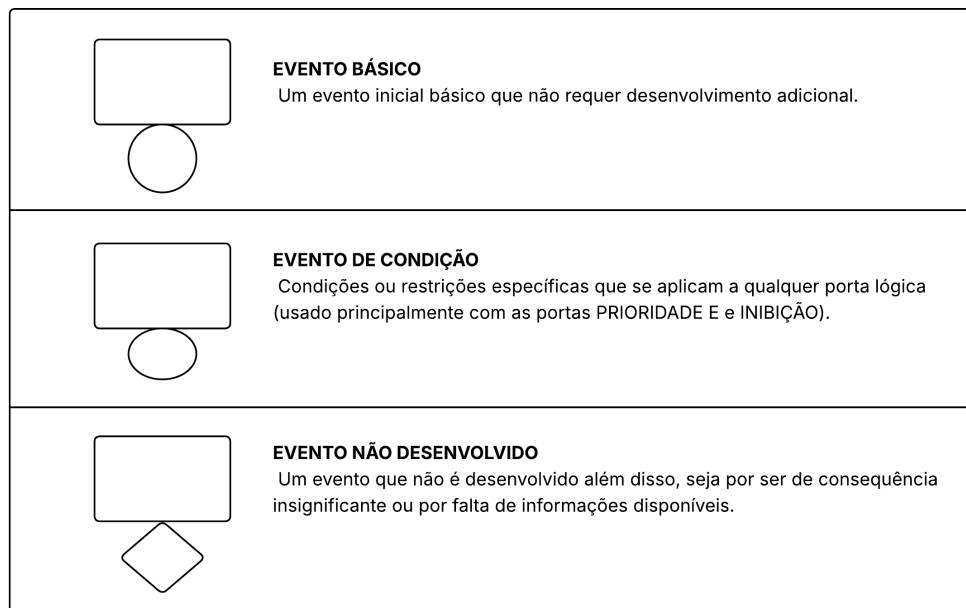 EVENTO BÁSICO
Um evento inicial básico que não requer desenvolvimento adicional.
EVENTO DE CONDIÇÃO
Condições ou restrições específicas que se aplicam a qualquer porta lógica
(usado principalmente com as portas PRIORIDADE E e INIBIÇÃO).
EVENTO NÃO DESENVOLVIDO
Um evento que não é desenvolvido além disso, seja por ser de consequência
insignificante ou por falta de informações disponíveis.